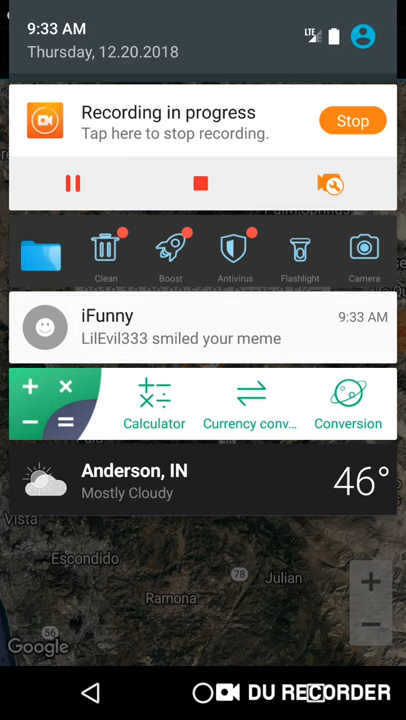 9:33 AM
LTE
Thursday, 12.20.2018
Recording in progress
Stop
Tap here to stop recording.
Clean
Boost
Antivirus
Flashlight
Camera
iFunny
9:33 AM
LilEvil333 smiled your meme
Calculator
Currency conv...
Conversion
Anderson, IN
46°
Mostly Cloudy
Vista
Escondido
78
Julian
Ramona
56
Google
DU RECORDER